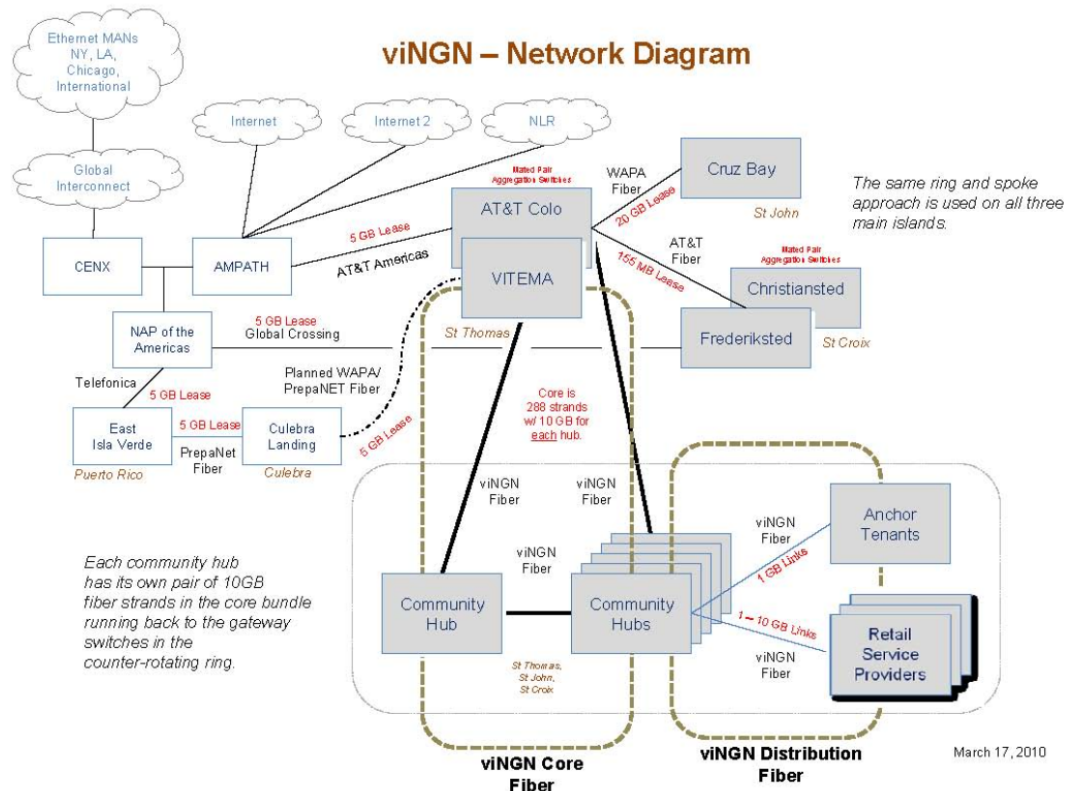 viNGN – Network Diagram
Ethernet MANs
NY, LA,
Chicago,
International
Internet
Internet 2
NLR
Global
Interconnect
Mated Pair
Aggregation Switches
AT&T Colo
VITEMA
St Thomas
WAPA
Fiber
20 GB Lease
Cruz Bay
St John
The same ring and spoke
approach is used on all three
main islands.
CENX
AMPATH
5 GB Lease
AT&T Americas
AT&T
Fiber
155 MB Lease
Mated Pair
Aggregation Switches
Christiansted
Frederiksted
St Croix
NAP of the
Americas
5 GB Lease
Global Crossing
Telefonica
5 GB Lease
Planned WAPA/
PrepaNET Fiber
5 GB Lease
East
Isla Verde
Puerto Rico
5 GB Lease
PrepaNet
Fiber
Culebra
Landing
Culebra
Core is
288 strands
w/ 10 GB for
each hub.
viNGN
Fiber
viNGN
Fiber
Each community hub
has its own pair of 10GB
fiber strands in the core bundle
running back to the gateway
switches in the
counter-rotating ring.
Community
Hub
viNGN
Fiber
Community
Hubs
St Thomas,
St John,
St Croix
viNGN
Fiber
1 GB Links
Anchor
Tenants
1 – 10 GB Links
viNGN
Fiber
Retail
Service
Providers
viNGN Core
Fiber
viNGN Distribution
Fiber
March 17, 2010